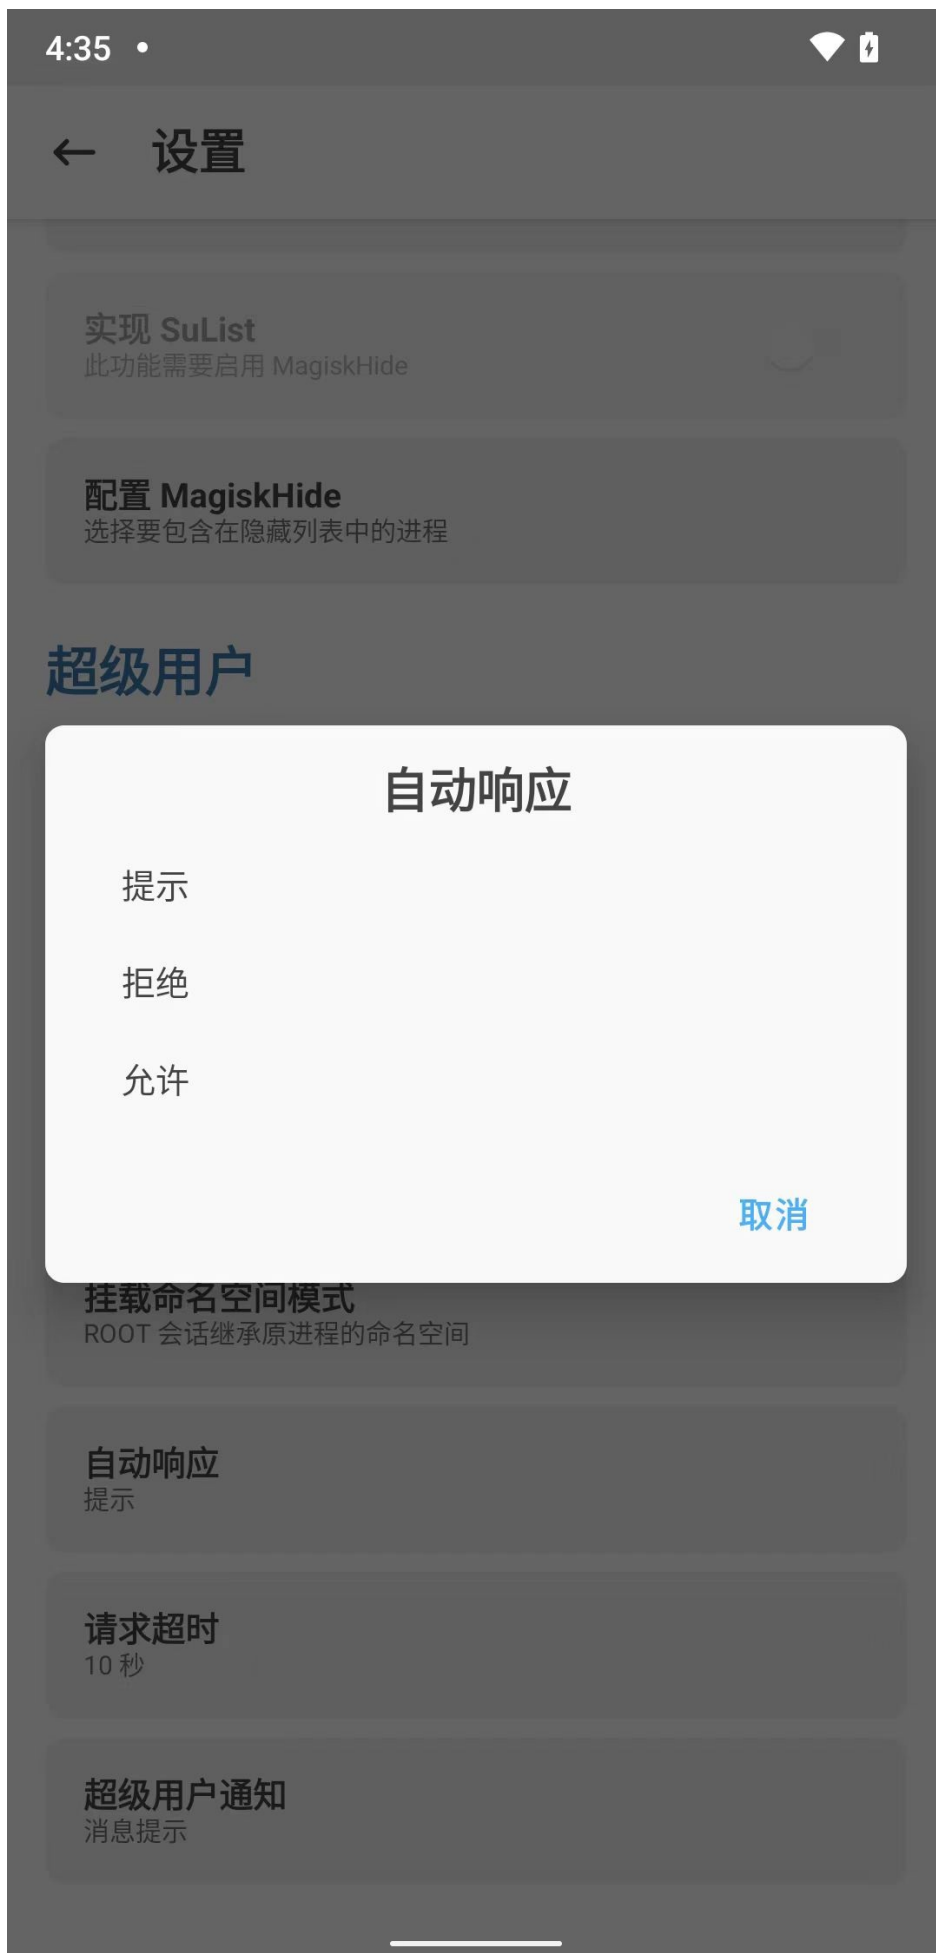 4:35
设置
实现 SuList
此功能需要启用 MagiskHide
配置 MagiskHide
选择要包含在隐藏列表中的进程
超级用户
自动响应
提示
拒绝
允许
取消
挂载命名空间模式
ROOT 会话继承原进程的命名空间
自动响应
提示
请求超时
10 秒
超级用户通知
消息提示